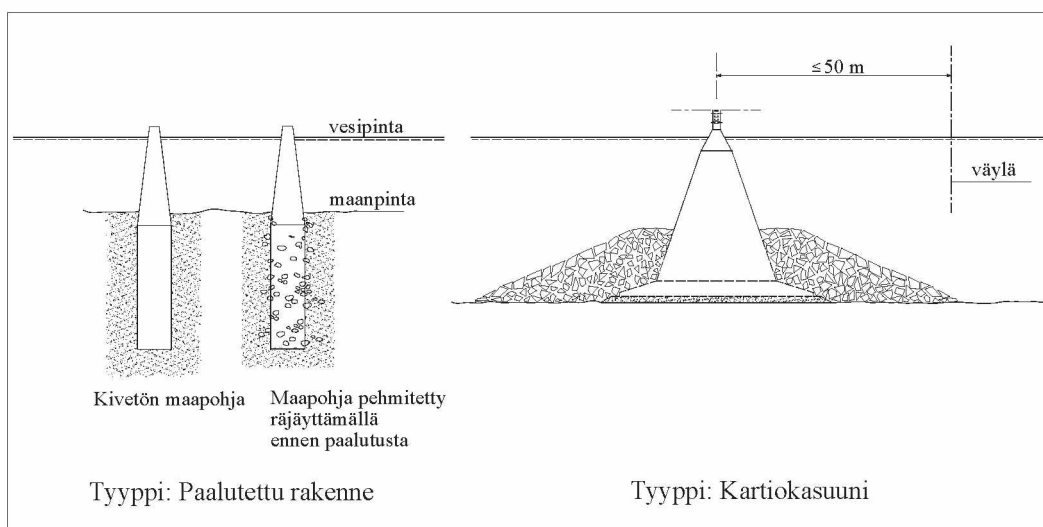 ≤50 m
vesipinta
väylä
maanpinta
Kivetön maapohja
Maapohja pehmitetty
räjäyttämällä
ennen paalutusta
Tyyppi: Paalutettu rakenne
Tyyppi: Kartiokasuuni